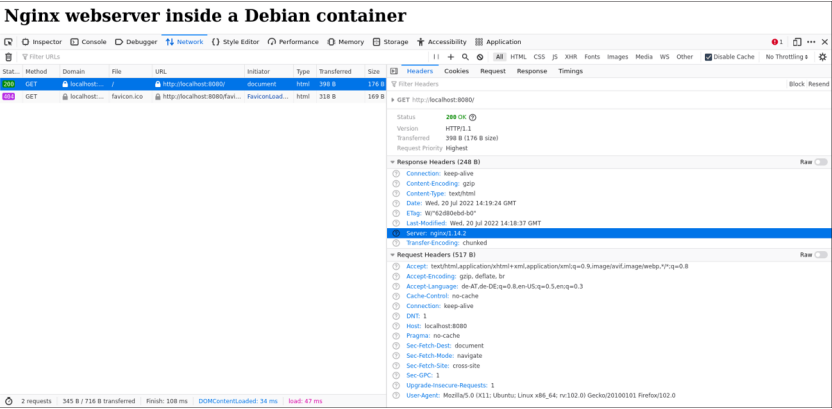 Nginx webserver inside a Debian container
Inspector Console Debugger Network Style Editor Performance Memory Storage Accessibility Application 1
Filter URLs All HTML CSS JS XHR Fonts Images Media WS Other Disable Cache No Throttling
Stat... Method Domain File URL Initiator Type Transferred Size
200 GET localhost:... / http://localhost:8080/ document html 398 B 176 B
404 GET localhost:... favicon.ico http://localhost:8080/favi... FaviconLoad... html 318 B 169 B
Headers Cookies Request Response Timings
Filter Headers Block Resend
GET http://localhost:8080/
Status 200 OK
Version HTTP/1.1
Transferred 398 B (176 B size)
Request Priority Highest
Response Headers (248 B) Raw
Connection: keep-alive
Content-Encoding: gzip
Content-Type: text/html
Date: Wed, 20 Jul 2022 14:19:24 GMT
ETag: W/"62d80ebd-b0"
Last-Modified: Wed, 20 Jul 2022 14:18:37 GMT
Server: nginx/1.14.2
Transfer-Encoding: chunked
Request Headers (517 B) Raw
Accept: text/html,application/xhtml+xml,application/xml;q=0.9,image/avif,image/webp,*/*;q=0.8
Accept-Encoding: gzip, deflate, br
Accept-Language: de-AT,de-DE;q=0.8,en-US;q=0.5,en;q=0.3
Cache-Control: no-cache
Connection: keep-alive
DNT: 1
Host: localhost:8080
Pragma: no-cache
Sec-Fetch-Dest: document
Sec-Fetch-Mode: navigate
Sec-Fetch-Site: cross-site
Sec-GPC: 1
Upgrade-Insecure-Requests: 1
User-Agent: Mozilla/5.0 (X11; Ubuntu; Linux x86_64; rv:102.0) Gecko/20100101 Firefox/102.0
2 requests 345 B / 716 B transferred Finish: 108 ms DOMContentLoaded: 34 ms load: 47 ms